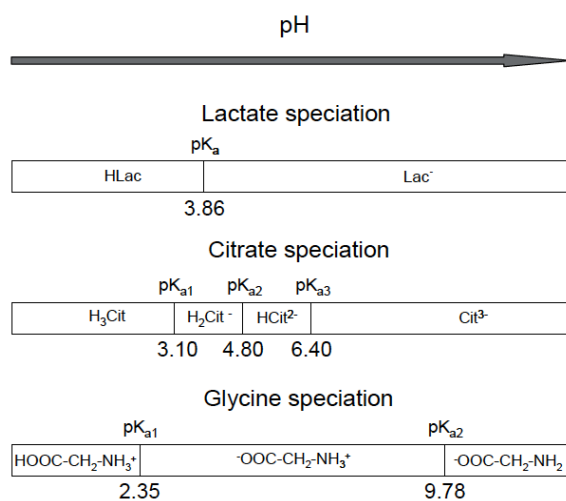 pH
Lactate speciation
pKₐ
HLac Lac⁻
3.86
Citrate speciation
pKₐ₁ pKₐ₂ pKₐ₃
H₃Cit H₂Cit ⁻ HCit²⁻ Cit³⁻
3.10 4.80 6.40
Glycine speciation
pKₐ₁ pKₐ₂
HOOC-CH₂-NH₃⁺ ⁻OOC-CH₂-NH₃⁺ ⁻OOC-CH₂-NH₂
2.35 9.78